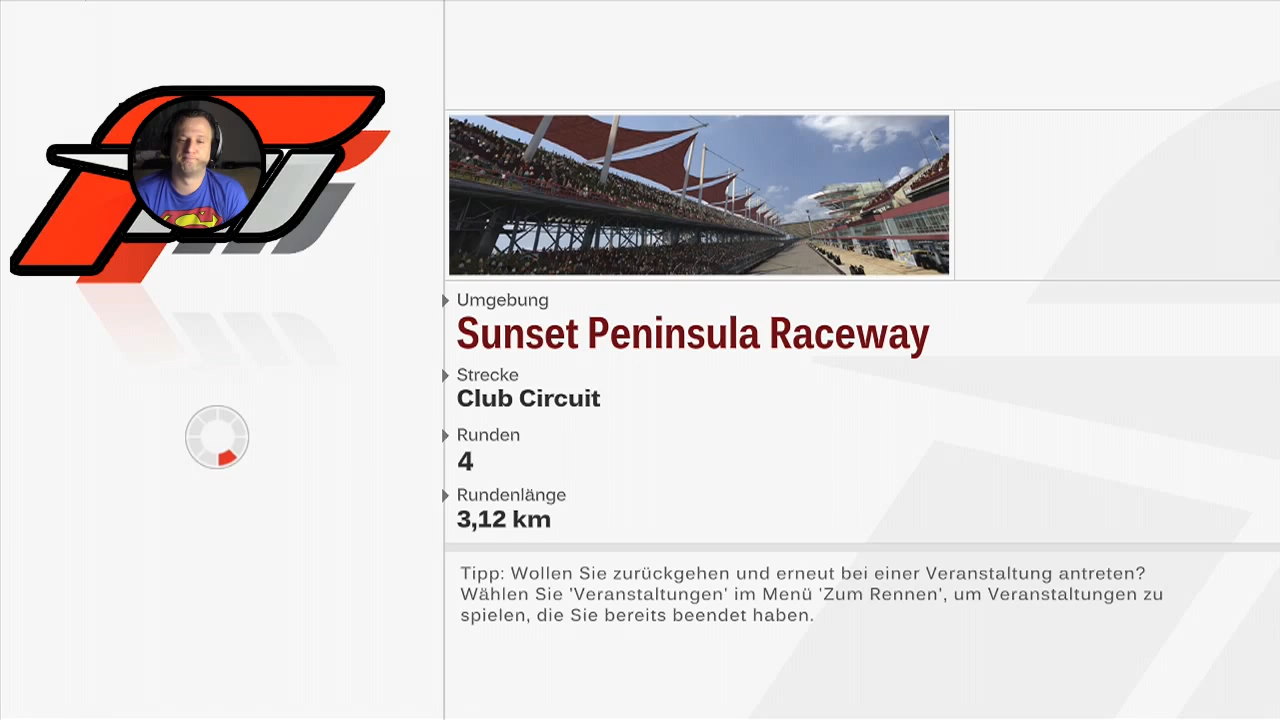 Umgebung
Sunset Peninsula Raceway
Strecke
Club Circuit
Runden
4
Rundenlänge
3,12 km
Tipp: Wollen Sie zurückgehen und erneut bei einer Veranstaltung antreten?
Wählen Sie 'Veranstaltungen' im Menü 'Zum Rennen', um Veranstaltungen zu
spielen, die Sie bereits beendet haben.